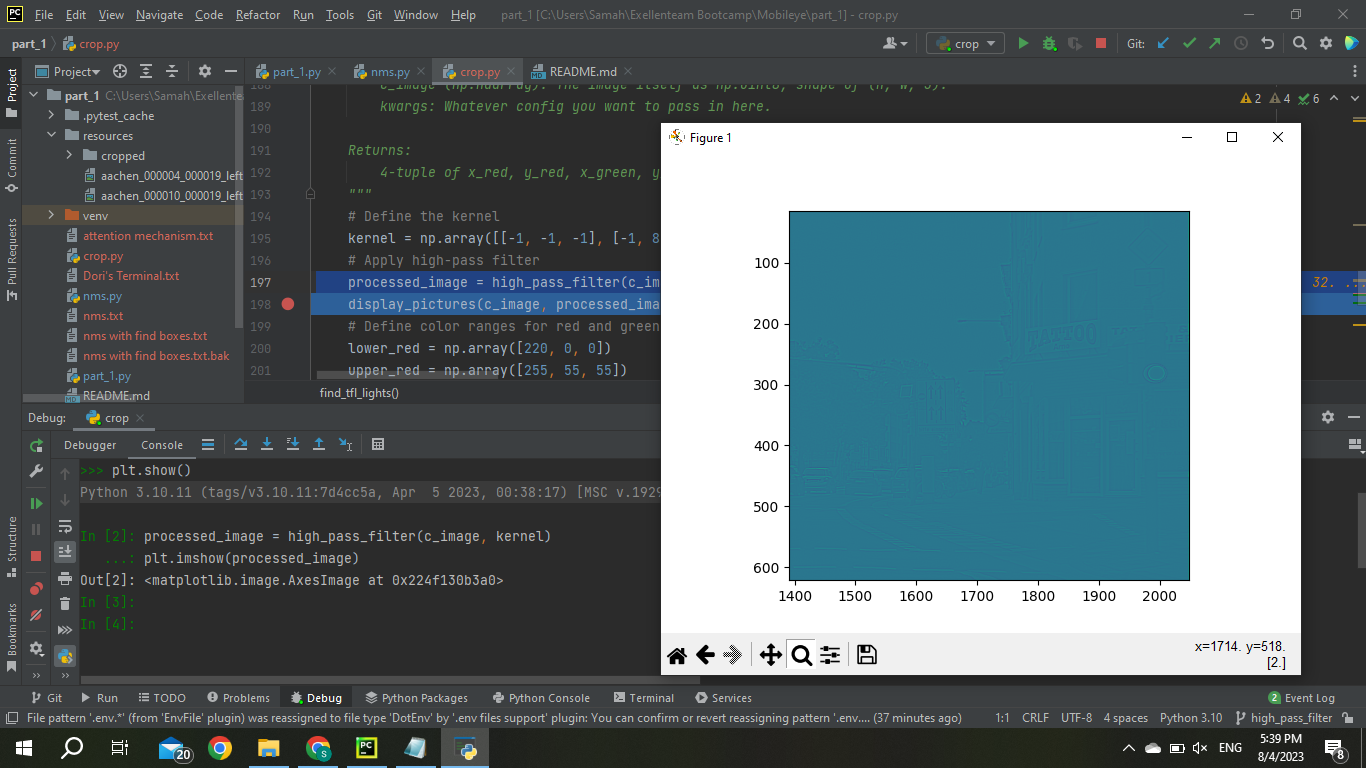 File Edit View Navigate Code Refactor Run Tools Git Window Help part_1 [C:\Users\Samah\Exellenteam Bootcamp\Mobileye\part_1] - crop.py
part_1 crop.py
crop Git:
Project
part_1.py nms.py crop.py README.md
part_1 C:\Users\Samah\Exellente
.pytest_cache
resources
cropped
aachen_000004_000019_left
aachen_000010_000019_left
venv
attention mechanism.txt
crop.py
Dori's Terminal.txt
nms.py
nms.txt
nms with find boxes.txt
nms with find boxes.txt.bak
part_1.py
README.md
Project
Commit
Pull Requests
Structure
Bookmarks
2 4 6
189 kwargs: Whatever config you want to pass in here.
190
191 Returns:
192 4-tuple of x_red, y_red, x_green, y
193 """
194 # Define the kernel
195 kernel = np.array([[-1, -1, -1], [-1, 8
196 # Apply high-pass filter
197 processed_image = high_pass_filter(c_im 32. ...
198 display_pictures(c_image, processed_ima
199 # Define color ranges for red and green
200 lower_red = np.array([220, 0, 0])
201 upper_red = np.array([255, 55, 55])
find_tfl_lights()
Figure 1
100
200
300
400
500
600
1400 1500 1600 1700 1800 1900 2000
x=1714. y=518.
[2.]
Debug: crop
Debugger Console
>>> plt.show()
Python 3.10.11 (tags/v3.10.11:7d4cc5a, Apr 5 2023, 00:38:17) [MSC v.1929
In [2]: processed_image = high_pass_filter(c_image, kernel)
...: plt.imshow(processed_image)
Out[2]: <matplotlib.image.AxesImage at 0x224f130b3a0>
In [3]:
In [4]:
Git Run TODO Problems Debug Python Packages Python Console Terminal Services 2 Event Log
File pattern '.env.*' (from 'EnvFile' plugin) was reassigned to file type 'DotEnv' by '.env files support' plugin: You can confirm or revert reassigning pattern '.env.... (37 minutes ago) 1:1 CRLF UTF-8 4 spaces Python 3.10 high_pass_filter
20 ENG 5:39 PM
8/4/2023 8